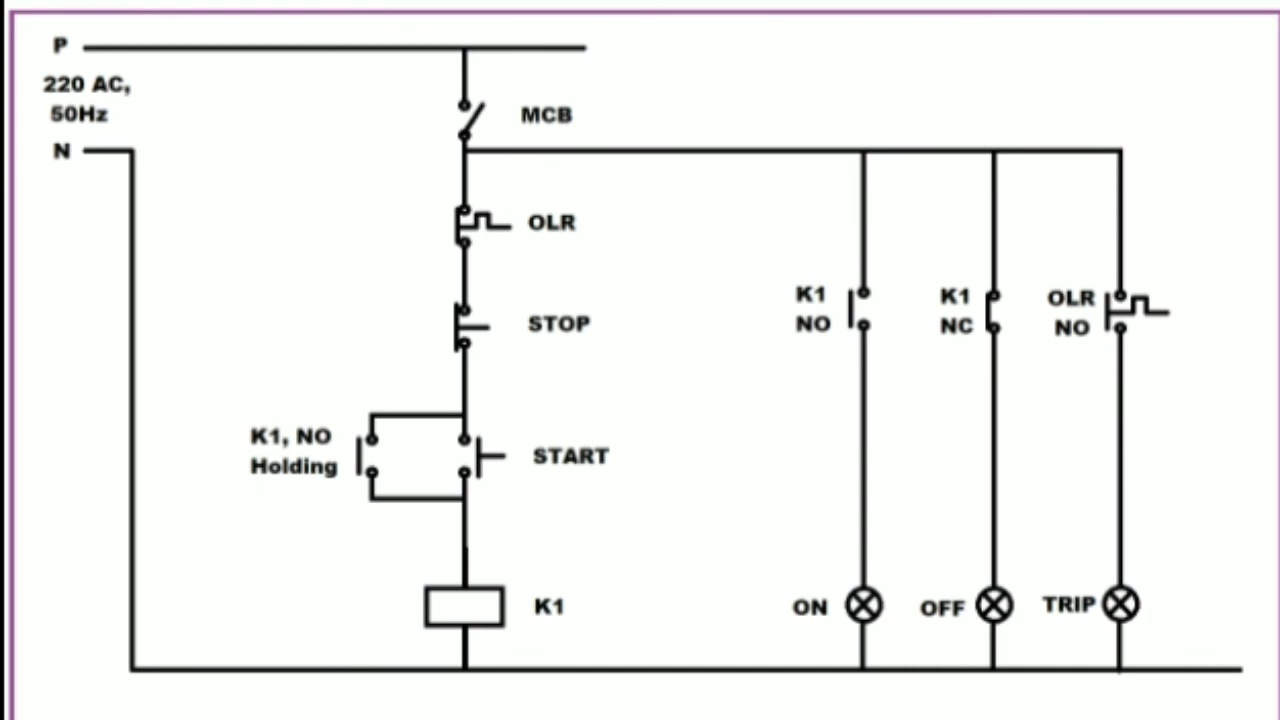 P
220 AC,
50Hz
N
MCB
OLR
STOP
K1, NO
Holding
START
K1
K1
NO
K1
NC
OLR
NO
ON
OFF
TRIP